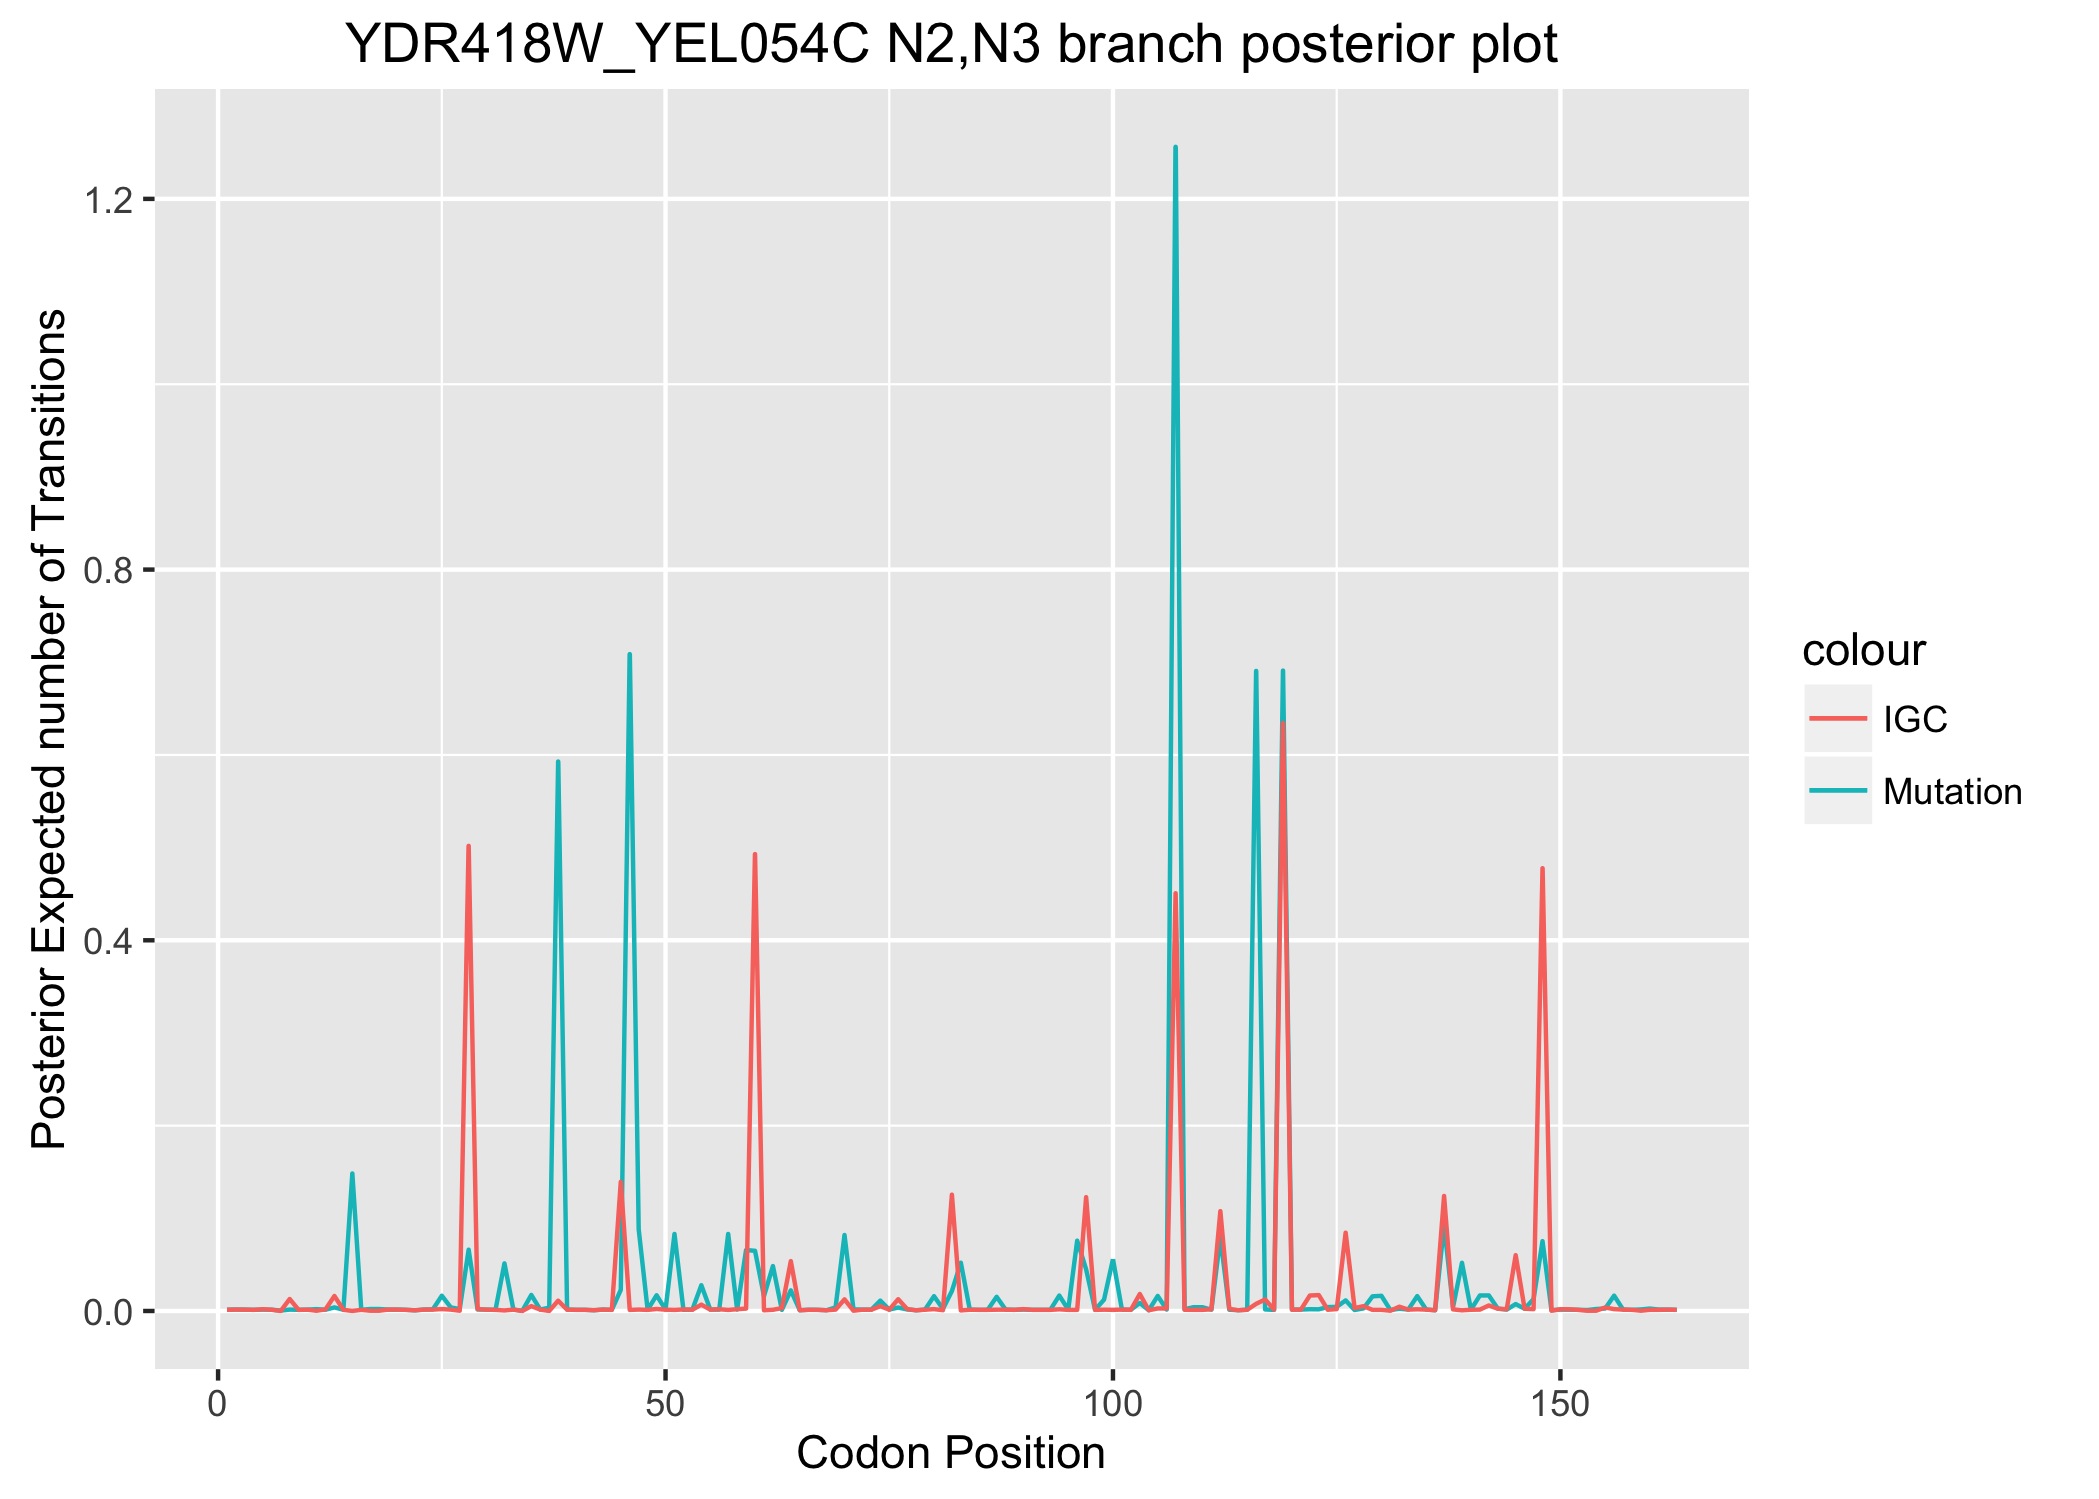 YDR418W_YEL054C N2,N3 branch posterior plot
Posterior Expected number of Transitions
1.2
0.8
0.4
0.0
0 50 100 150
Codon Position
colour
IGC
Mutation